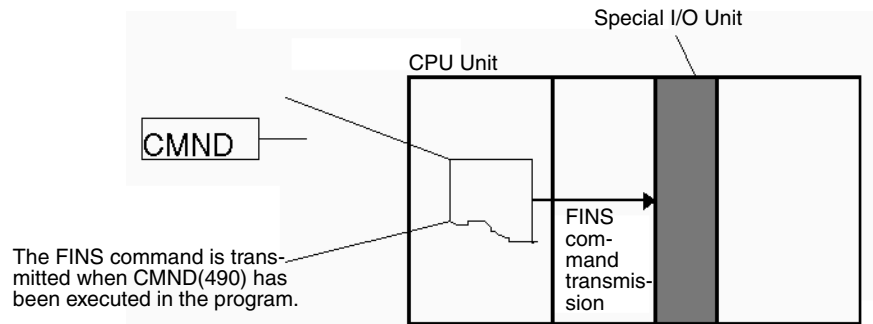 Special I/O Unit
CPU Unit
CMND
FINS
com-
mand
transmis-
sion
The FINS command is trans-
mitted when CMND(490) has
been executed in the program.